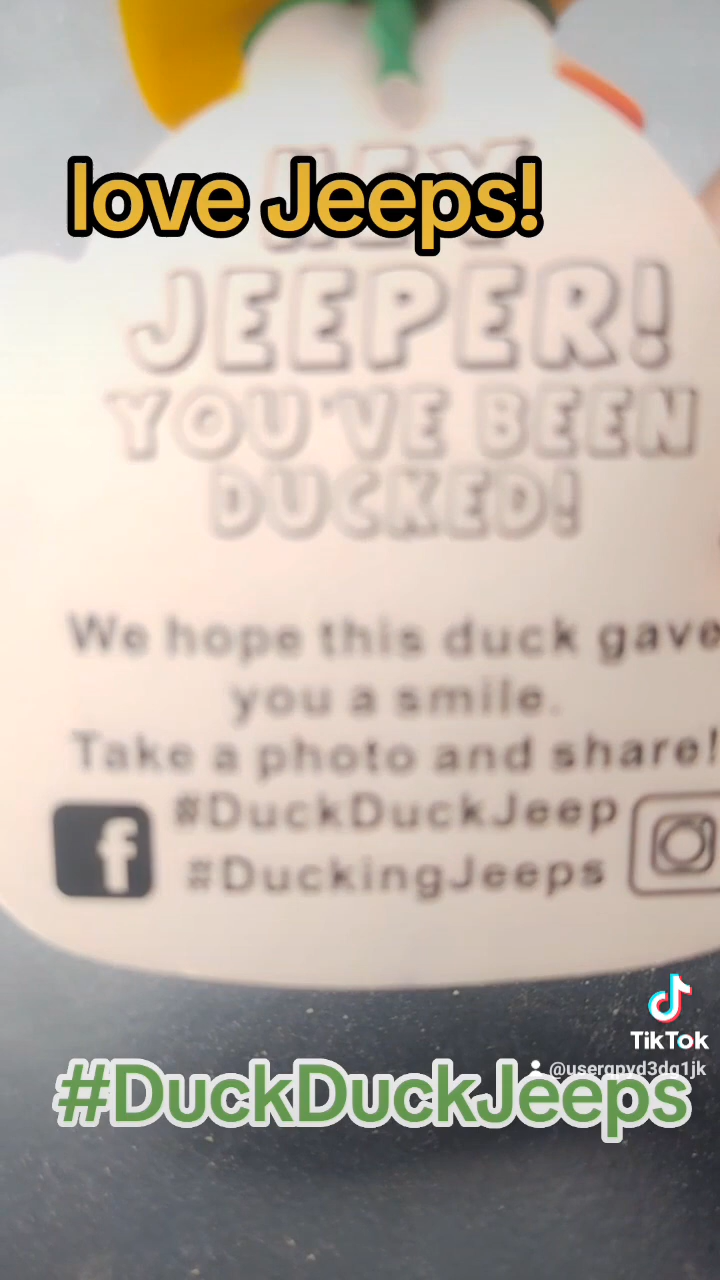 love Jeeps!
HEY
JEEPER!
YOU'VE BEEN
DUCKED!
We hope this duck gave
you a smile.
Take a photo and share!
#DuckDuckJeep
#DuckingJeeps
TikTok
#DuckDuckJeeps